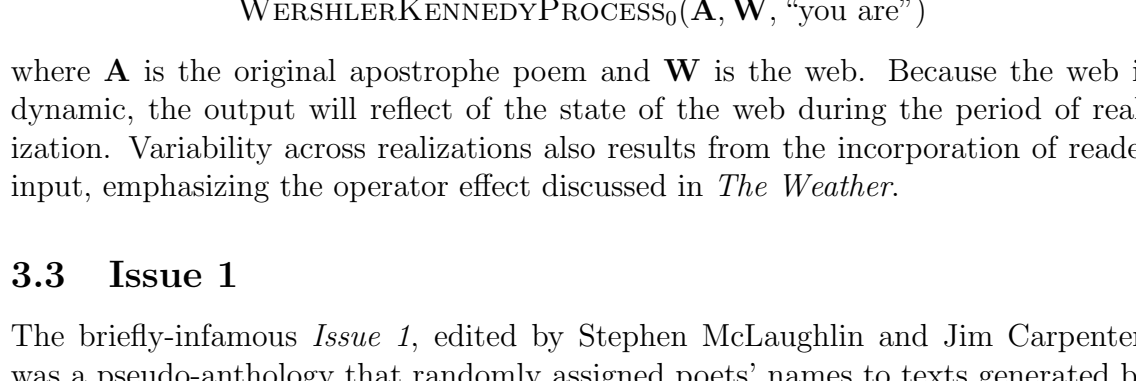 WERSHLERKENNEDYPROCESS₀(A, W, “you are”)
where A is the original apostrophe poem and W is the web. Because the web i
dynamic, the output will reflect of the state of the web during the period of real
ization. Variability across realizations also results from the incorporation of reade
input, emphasizing the operator effect discussed in The Weather.
3.3 Issue 1
The briefly-infamous Issue 1, edited by Stephen McLaughlin and Jim Carpenter
was a pseudo-anthology that randomly assigned poets’ names to texts generated b